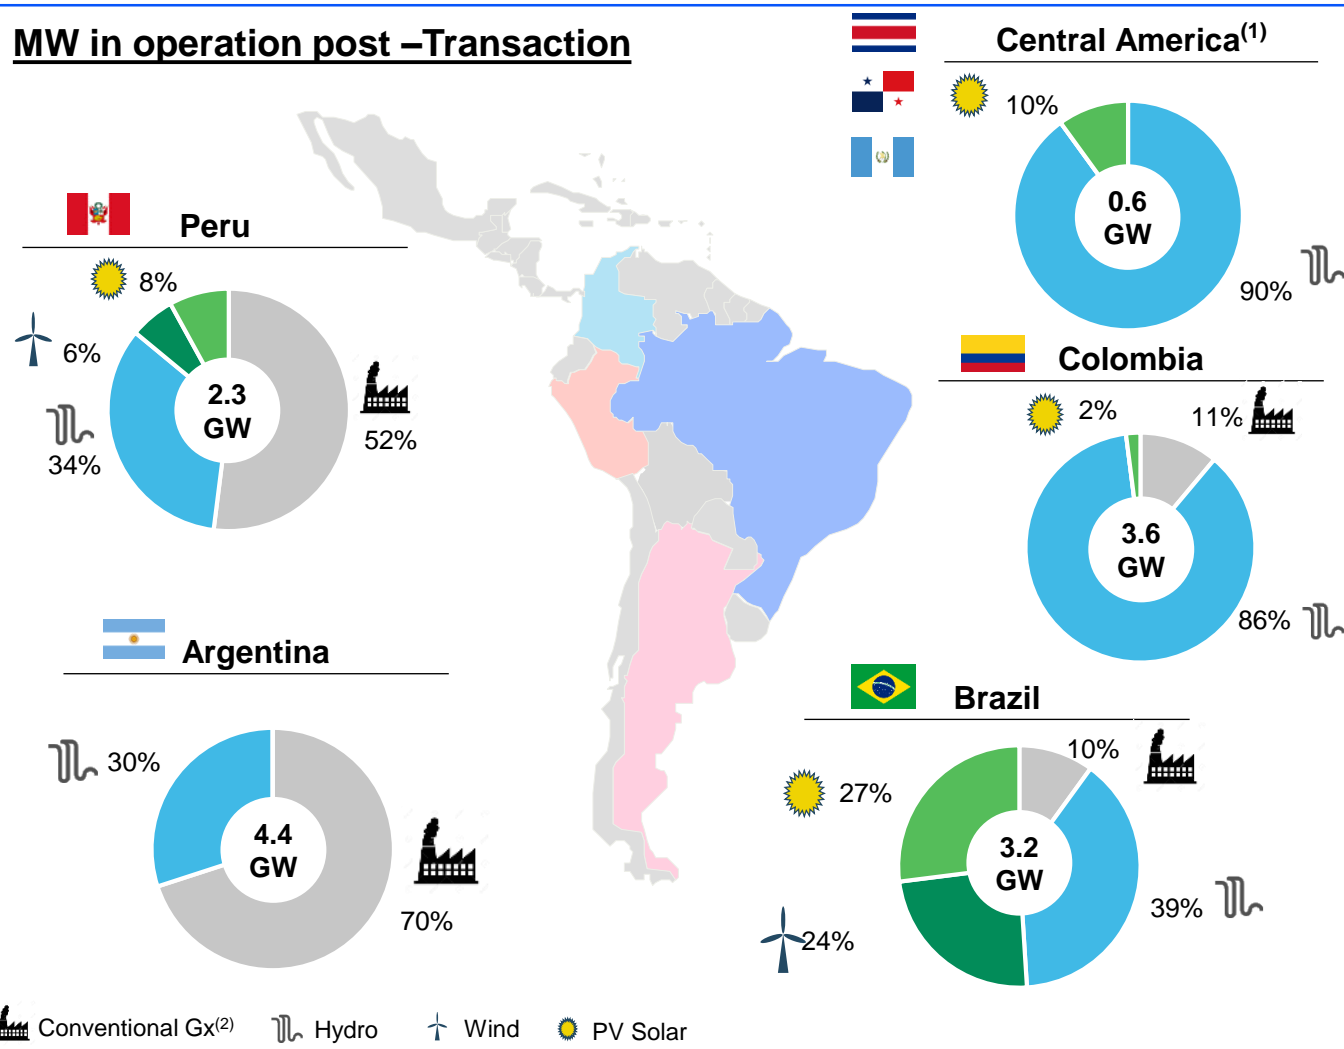 MW in operation post –Transaction
Central America(1)
10%
0.6
GW
90%
Peru
8%
6%
2.3
GW
34%
52%
Colombia
2%
11%
3.6
GW
86%
Argentina
30%
4.4
GW
70%
Brazil
10%
27%
3.2
GW
39%
24%
Conventional Gx(2)
Hydro
Wind
PV Solar